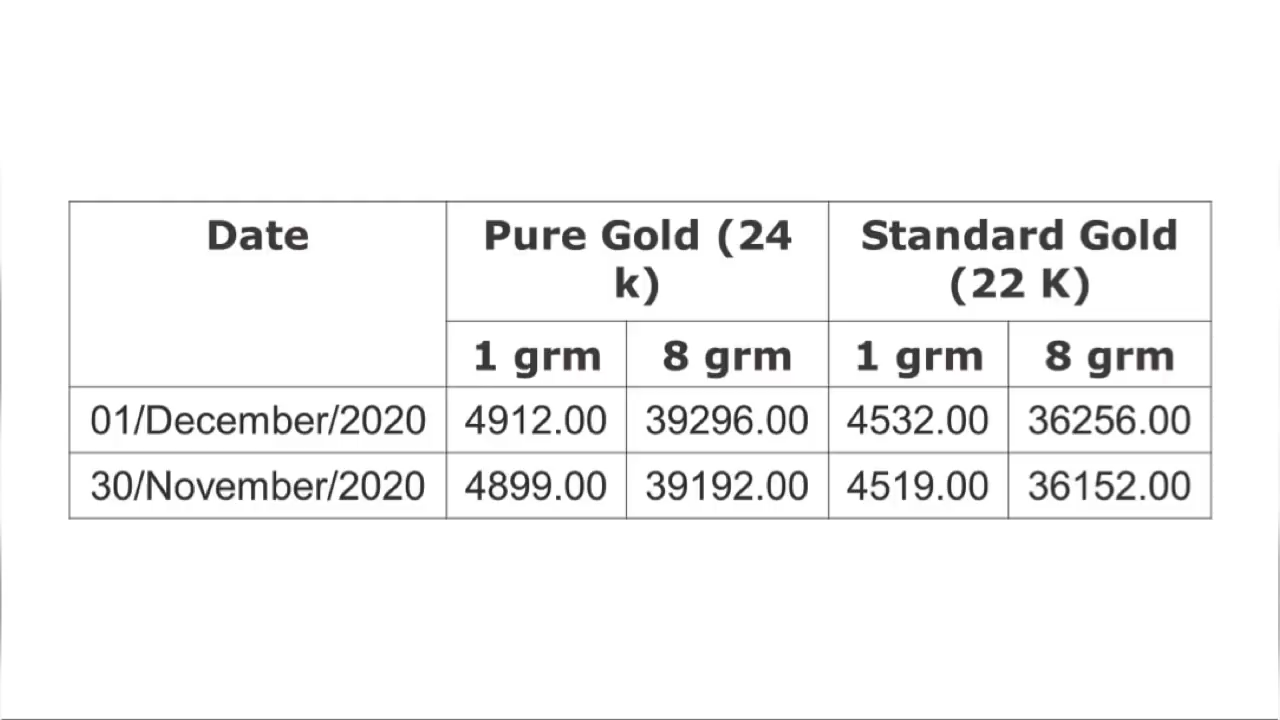 Date Pure Gold (24 k) Standard Gold (22 K)
1 grm 8 grm 1 grm 8 grm
01/December/2020 4912.00 39296.00 4532.00 36256.00
30/November/2020 4899.00 39192.00 4519.00 36152.00